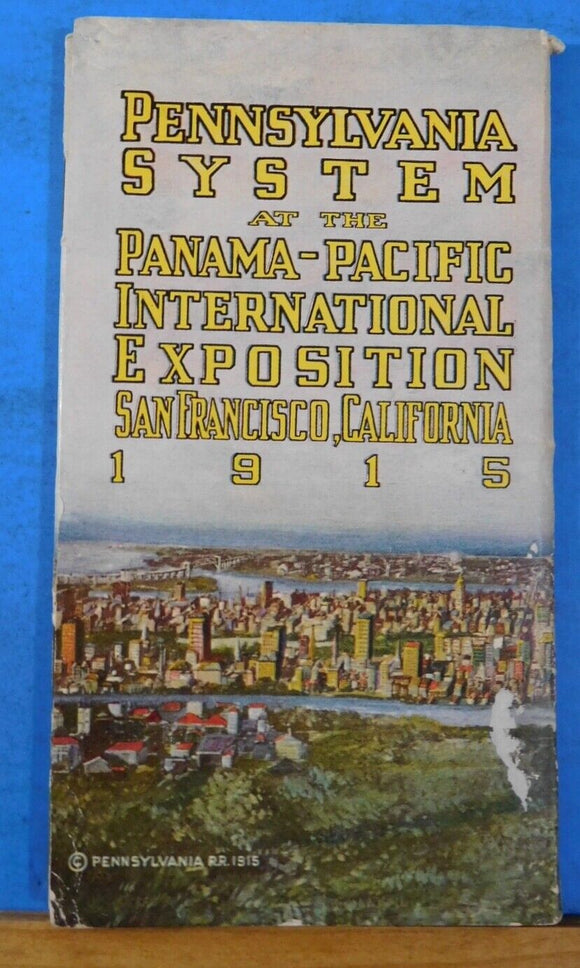 PENNSYLVANIA
SYSTEM
AT THE
PANAMA-PACIFIC
INTERNATIONAL
EXPOSITION
SAN FRANCISCO, CALIFORNIA
1915
© PENNSYLVANIA R.R. 1915